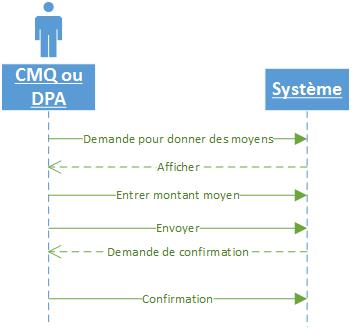 CMQ ou
DPA
Système
Demande pour donner des moyens
Afficher
Entrer montant moyen
Envoyer
Demande de confirmation
Confirmation